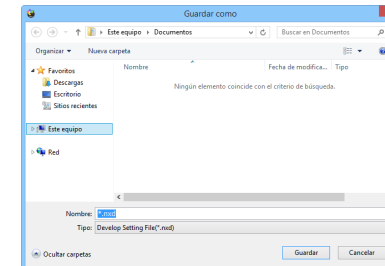 Guardar como
Este equipo ▸ Documentos
Buscar en Documentos
Organizar
Nueva carpeta
Favoritos
Descargas
Escritorio
Sitios recientes
Este equipo
Red
Nombre
Fecha de modifica...
Tipo
Ningún elemento coincide con el criterio de búsqueda.
Nombre: *.nxd
Tipo: Develop Setting File(*.nxd)
Ocultar carpetas
Guardar
Cancelar